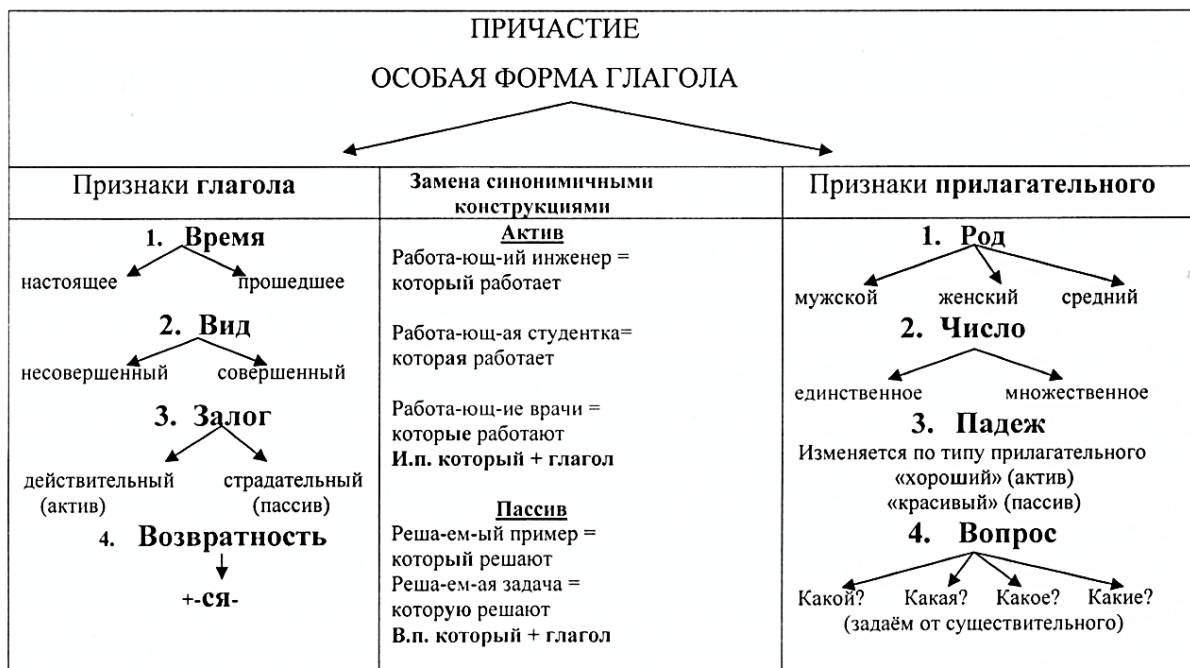 ПРИЧАСТИЕ
ОСОБАЯ ФОРМА ГЛАГОЛА
Признаки глагола
1. Время
настоящее прошедшее
2. Вид
несовершенный совершенный
3. Залог
действительный страдательный
(актив) (пассив)
4. Возвратность
+-ся-
Замена синонимичными
конструкциями
Актив
Работа-ющ-ий инженер =
который работает
Работа-ющ-ая студентка=
которая работает
Работа-ющ-ие врачи =
которые работают
И.п. который + глагол
Пассив
Реша-ем-ый пример =
который решают
Реша-ем-ая задача =
которую решают
В.п. который + глагол
Признаки прилагательного
1. Род
мужской женский средний
2. Число
единственное множественное
3. Падеж
Изменяется по типу прилагательного
«хороший» (актив)
«красивый» (пассив)
4. Вопрос
Какой? Какая? Какое? Какие?
(задаём от существительного)